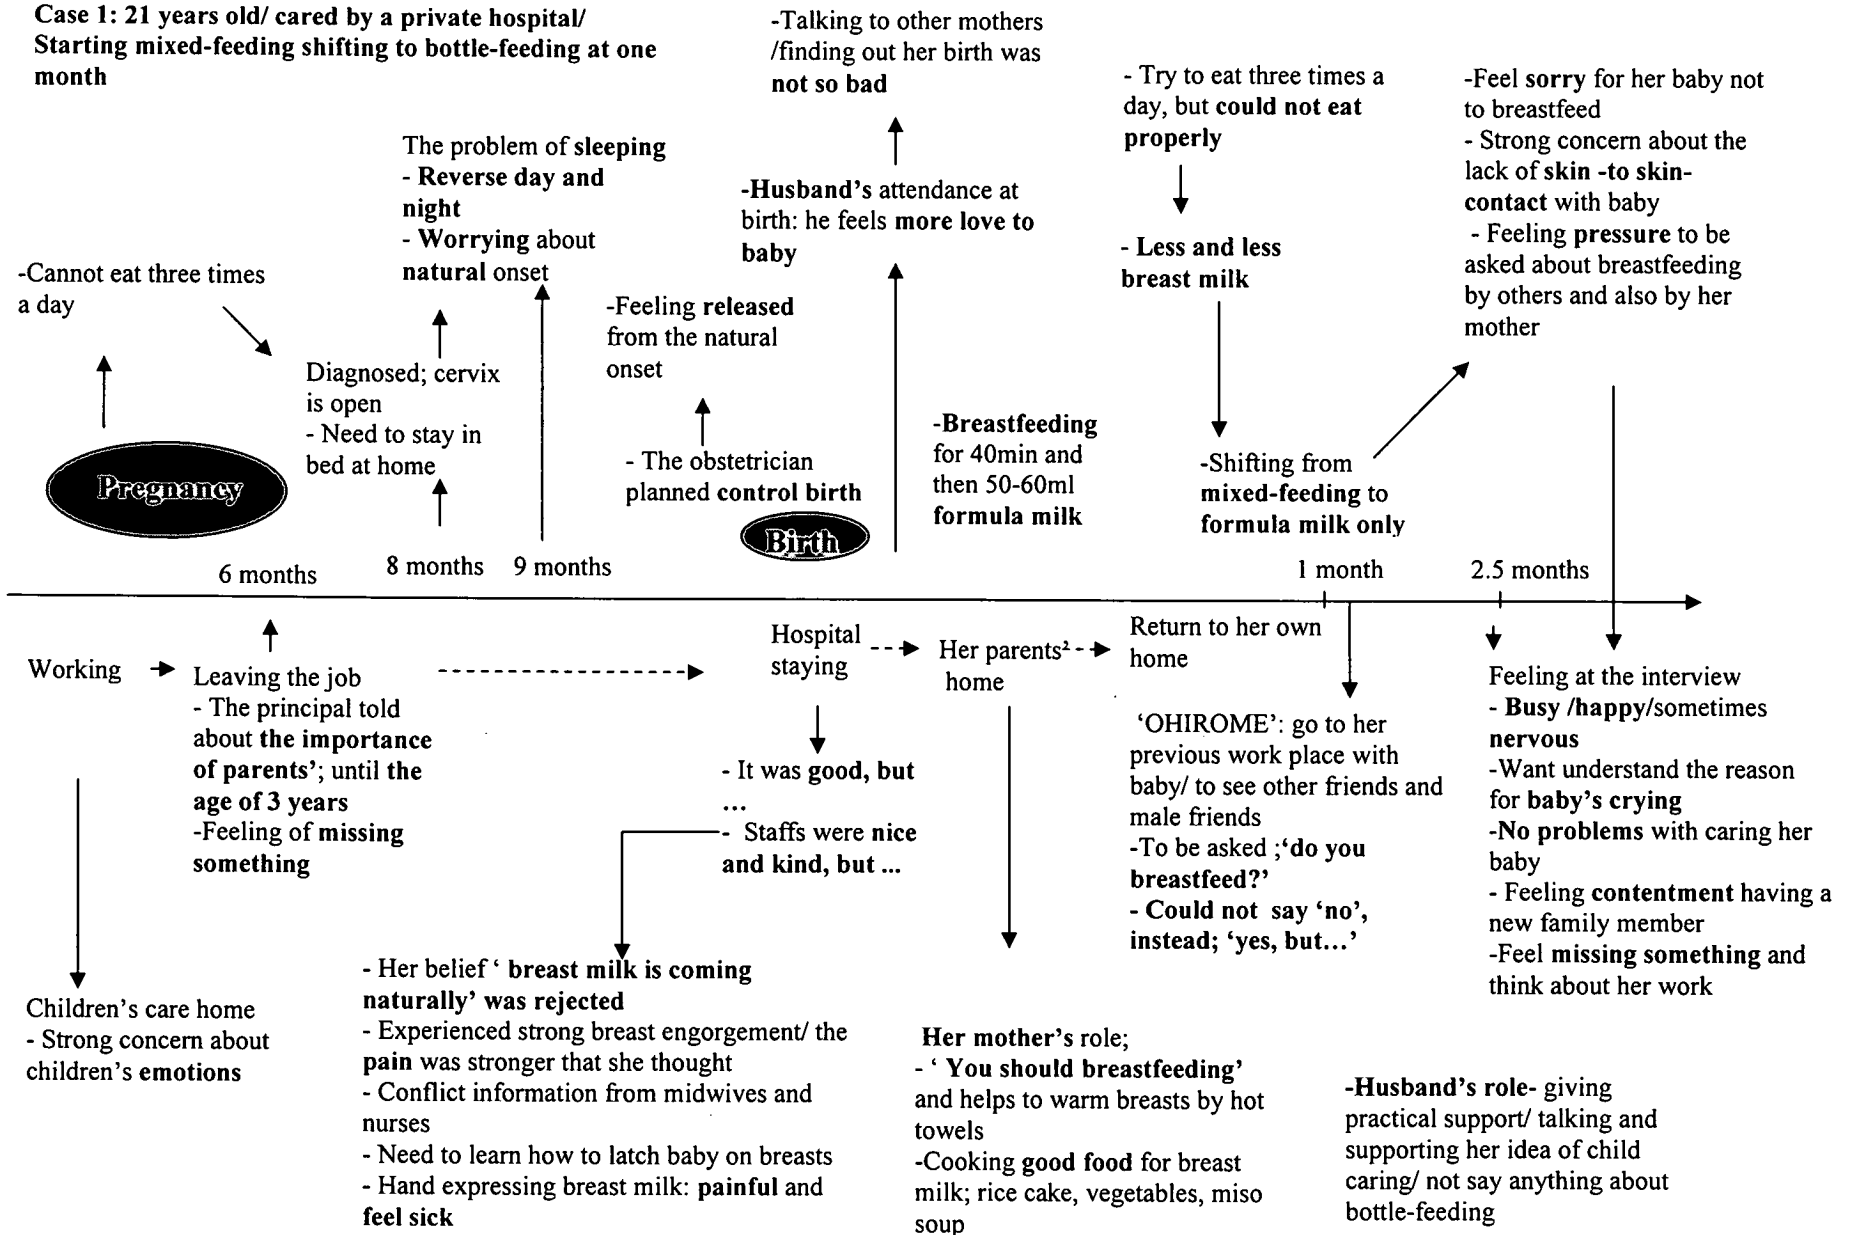 Case 1: 21 years old/ cared by a private hospital/
Starting mixed-feeding shifting to bottle-feeding at one
month
-Cannot eat three times
a day
Pregnancy
Diagnosed; cervix
is open
- Need to stay in
bed at home
The problem of sleeping
- Reverse day and
night
- Worrying about
natural onset
-Feeling released
from the natural
onset
- The obstetrician
planned control birth
Birth
-Talking to other mothers
/finding out her birth was
not so bad
-Husband's attendance at
birth: he feels more love to
baby
-Breastfeeding
for 40min and
then 50-60ml
formula milk
- Try to eat three times a
day, but could not eat
properly
- Less and less
breast milk
-Shifting from
mixed-feeding to
formula milk only
-Feel sorry for her baby not
to breastfeed
- Strong concern about the
lack of skin -to skin-
contact with baby
- Feeling pressure to be
asked about breastfeeding
by others and also by her
mother
6 months
8 months
9 months
1 month
2.5 months
Working
Leaving the job
- The principal told
about the importance
of parents'; until the
age of 3 years
-Feeling of missing
something
Children's care home
- Strong concern about
children's emotions
Hospital
staying
- It was good, but
...
- Staffs were nice
and kind, but ...
- Her belief ‘ breast milk is coming
naturally’ was rejected
- Experienced strong breast engorgement/ the
pain was stronger that she thought
- Conflict information from midwives and
nurses
- Need to learn how to latch baby on breasts
- Hand expressing breast milk: painful and
feel sick
Her parents²
home
Her mother's role;
- ‘ You should breastfeeding’
and helps to warm breasts by hot
towels
-Cooking good food for breast
milk; rice cake, vegetables, miso
soup
Return to her own
home
‘OHIROME’: go to her
previous work place with
baby/ to see other friends and
male friends
-To be asked ;‘do you
breastfeed?’
- Could not say ‘no’,
instead; ‘yes, but...’
-Husband's role- giving
practical support/ talking and
supporting her idea of child
caring/ not say anything about
bottle-feeding
Feeling at the interview
- Busy /happy/sometimes
nervous
-Want understand the reason
for baby's crying
-No problems with caring her
baby
- Feeling contentment having a
new family member
-Feel missing something and
think about her work